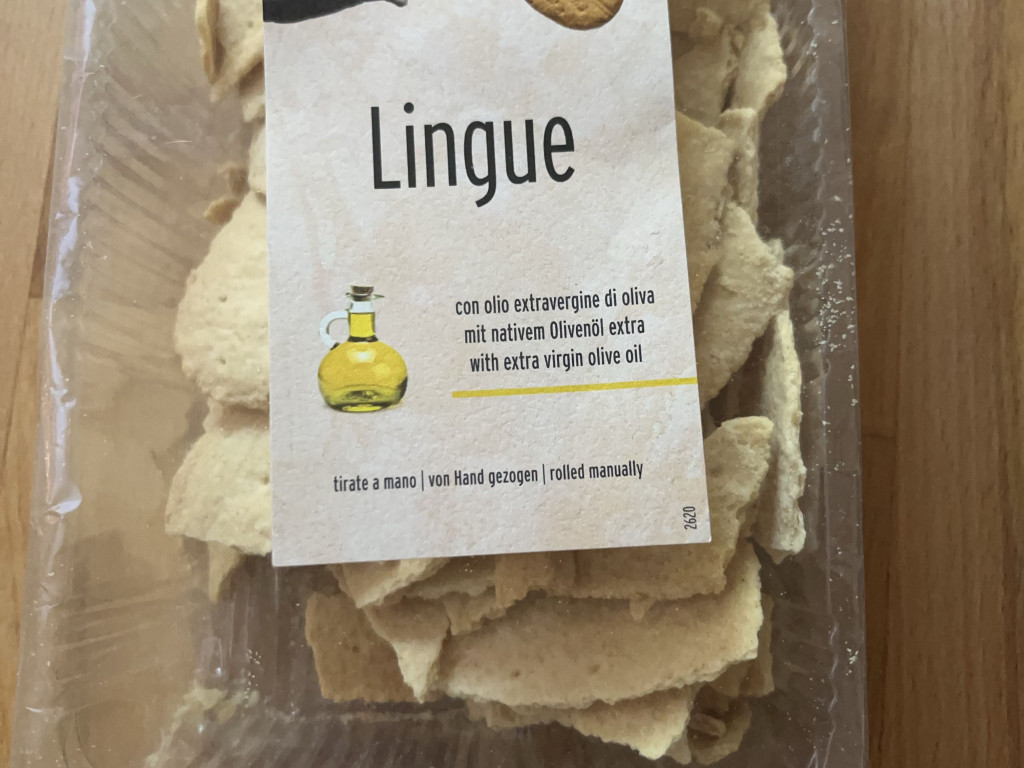 Lingue
con olio extravergine di oliva
mit nativem Olivenöl extra
with extra virgin olive oil
tirate a mano | von Hand gezogen | rolled manually
2620